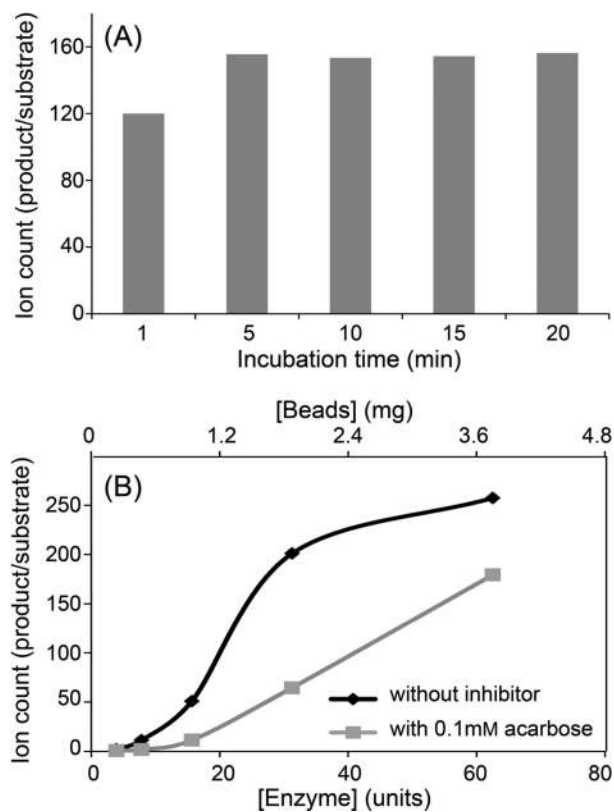 (A)
Ion count (product/substrate)
160
120
80
40
0
1 5 10 15 20
Incubation time (min)
[Beads] (mg)
0 1.2 2.4 3.6 4.8
(B)
Ion count (product/substrate)
250
200
150
100
50
0
without inhibitor
with 0.1mM acarbose
0 20 40 60 80
[Enzyme] (units)